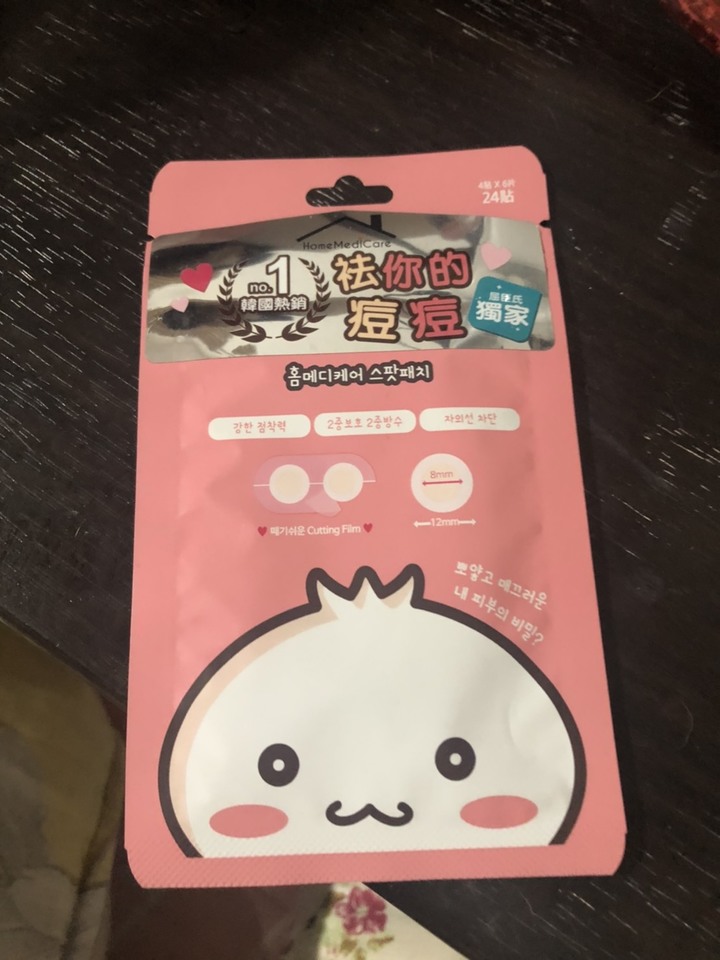 4貼 X 6片
24貼
HomeMediCare
no.1
韓國熱銷
祛你的
痘痘
屈臣氏
獨家
홈메디케어 스팟패치
강한 점착력
2중보호 2중방수
자외선 차단
8mm
12mm
떼기쉬운 Cutting Film
뽀얗고 매끄러운
내 피부의 비밀?